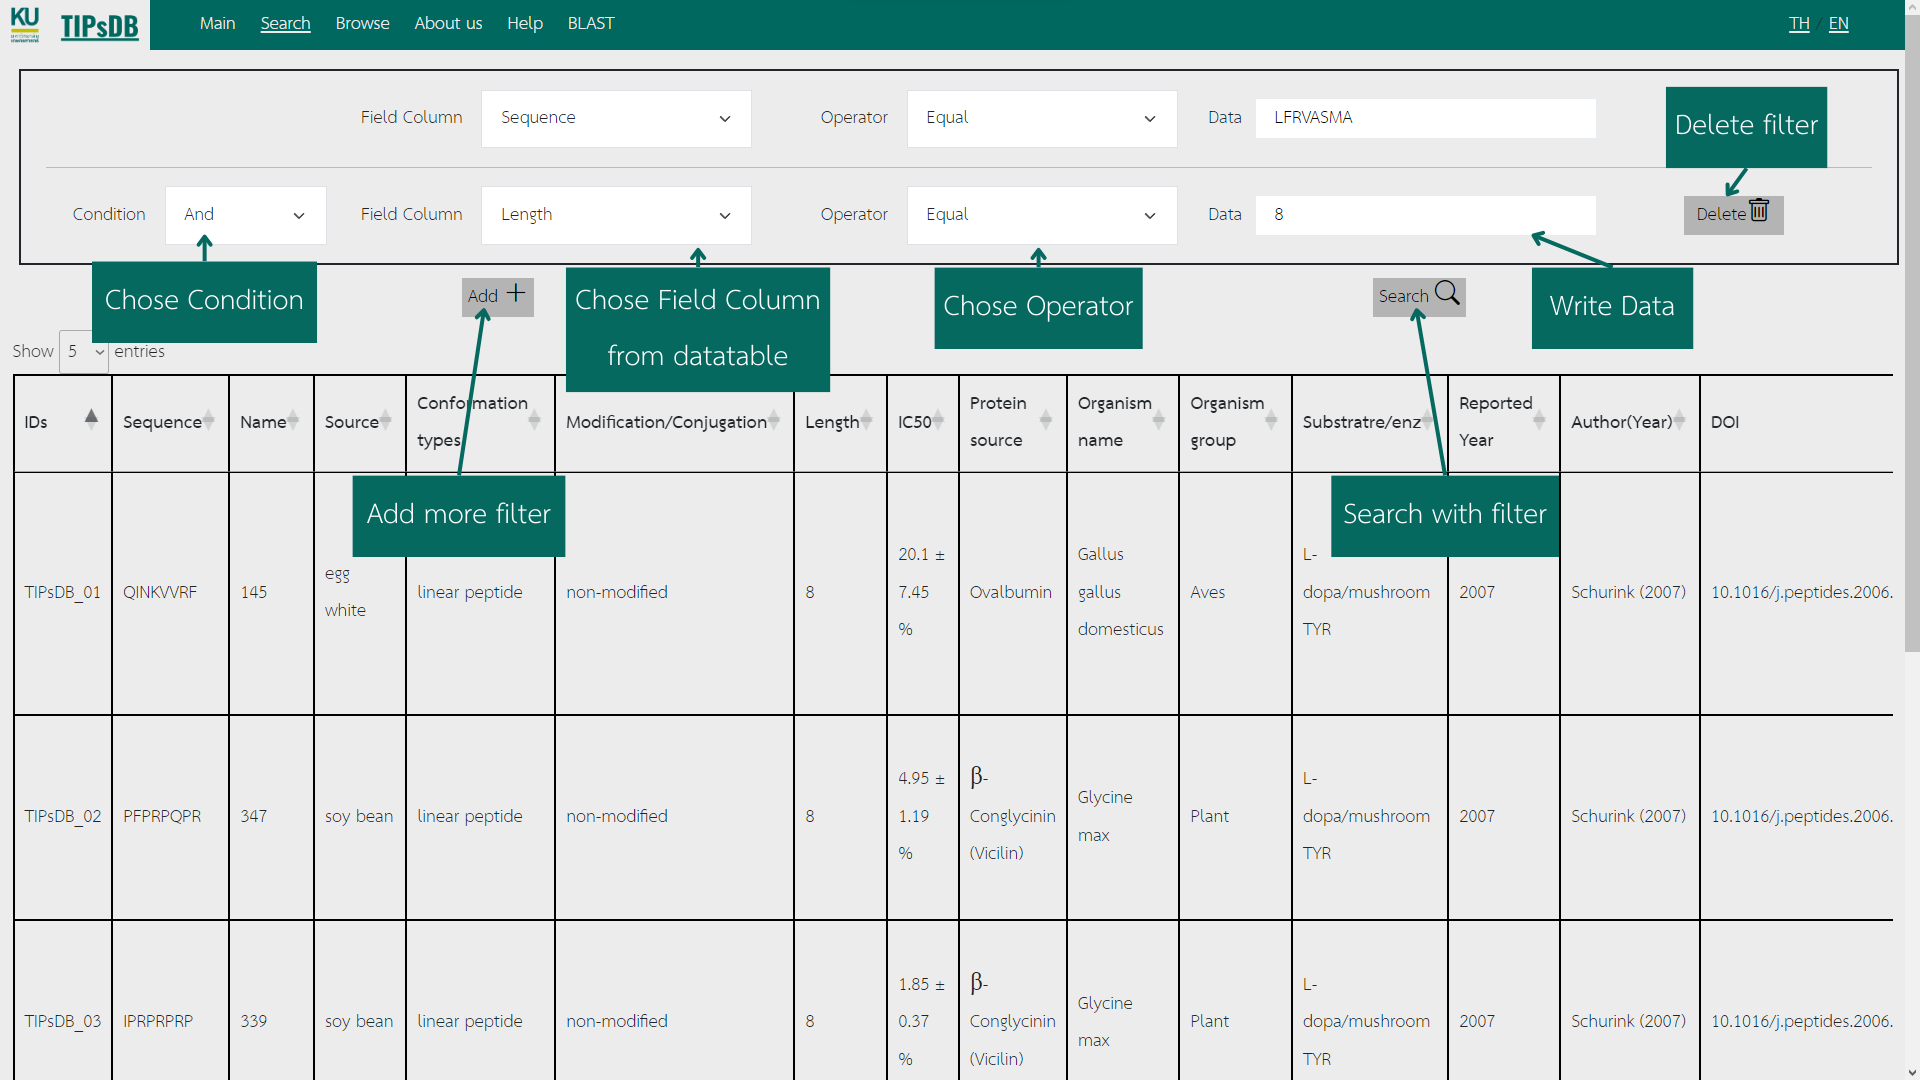 KU TIPsDB Main Search Browse About us Help BLAST TH / EN
Field Column Sequence Operator Equal Data LFRVASMA
Delete filter
Condition And Field Column Length Operator Equal Data 8 Delete
Chose Condition
Add +
Chose Field Column
from datatable
Chose Operator
Search
Write Data
Show 5 entries
IDs Sequence Name Source Conformation types Modification/Conjugation Length IC50 Protein source Organism name Organism group Substratre/enz Reported Year Author(Year) DOI
Add more filter
Search with filter
TIPsDB_01 QINKVVRF 145 egg white linear peptide non-modified 8 20.1 ± 7.45 % Ovalbumin Gallus gallus domesticus Aves L-dopa/mushroom TYR 2007 Schurink (2007) 10.1016/j.peptides.2006.
TIPsDB_02 PFPRPQPR 347 soy bean linear peptide non-modified 8 4.95 ± 1.19 % β-Conglycinin (Vicilin) Glycine max Plant L-dopa/mushroom TYR 2007 Schurink (2007) 10.1016/j.peptides.2006.
TIPsDB_03 IPRPRPRP 339 soy bean linear peptide non-modified 8 1.85 ± 0.37 % β-Conglycinin (Vicilin) Glycine max Plant L-dopa/mushroom TYR 2007 Schurink (2007) 10.1016/j.peptides.2006.